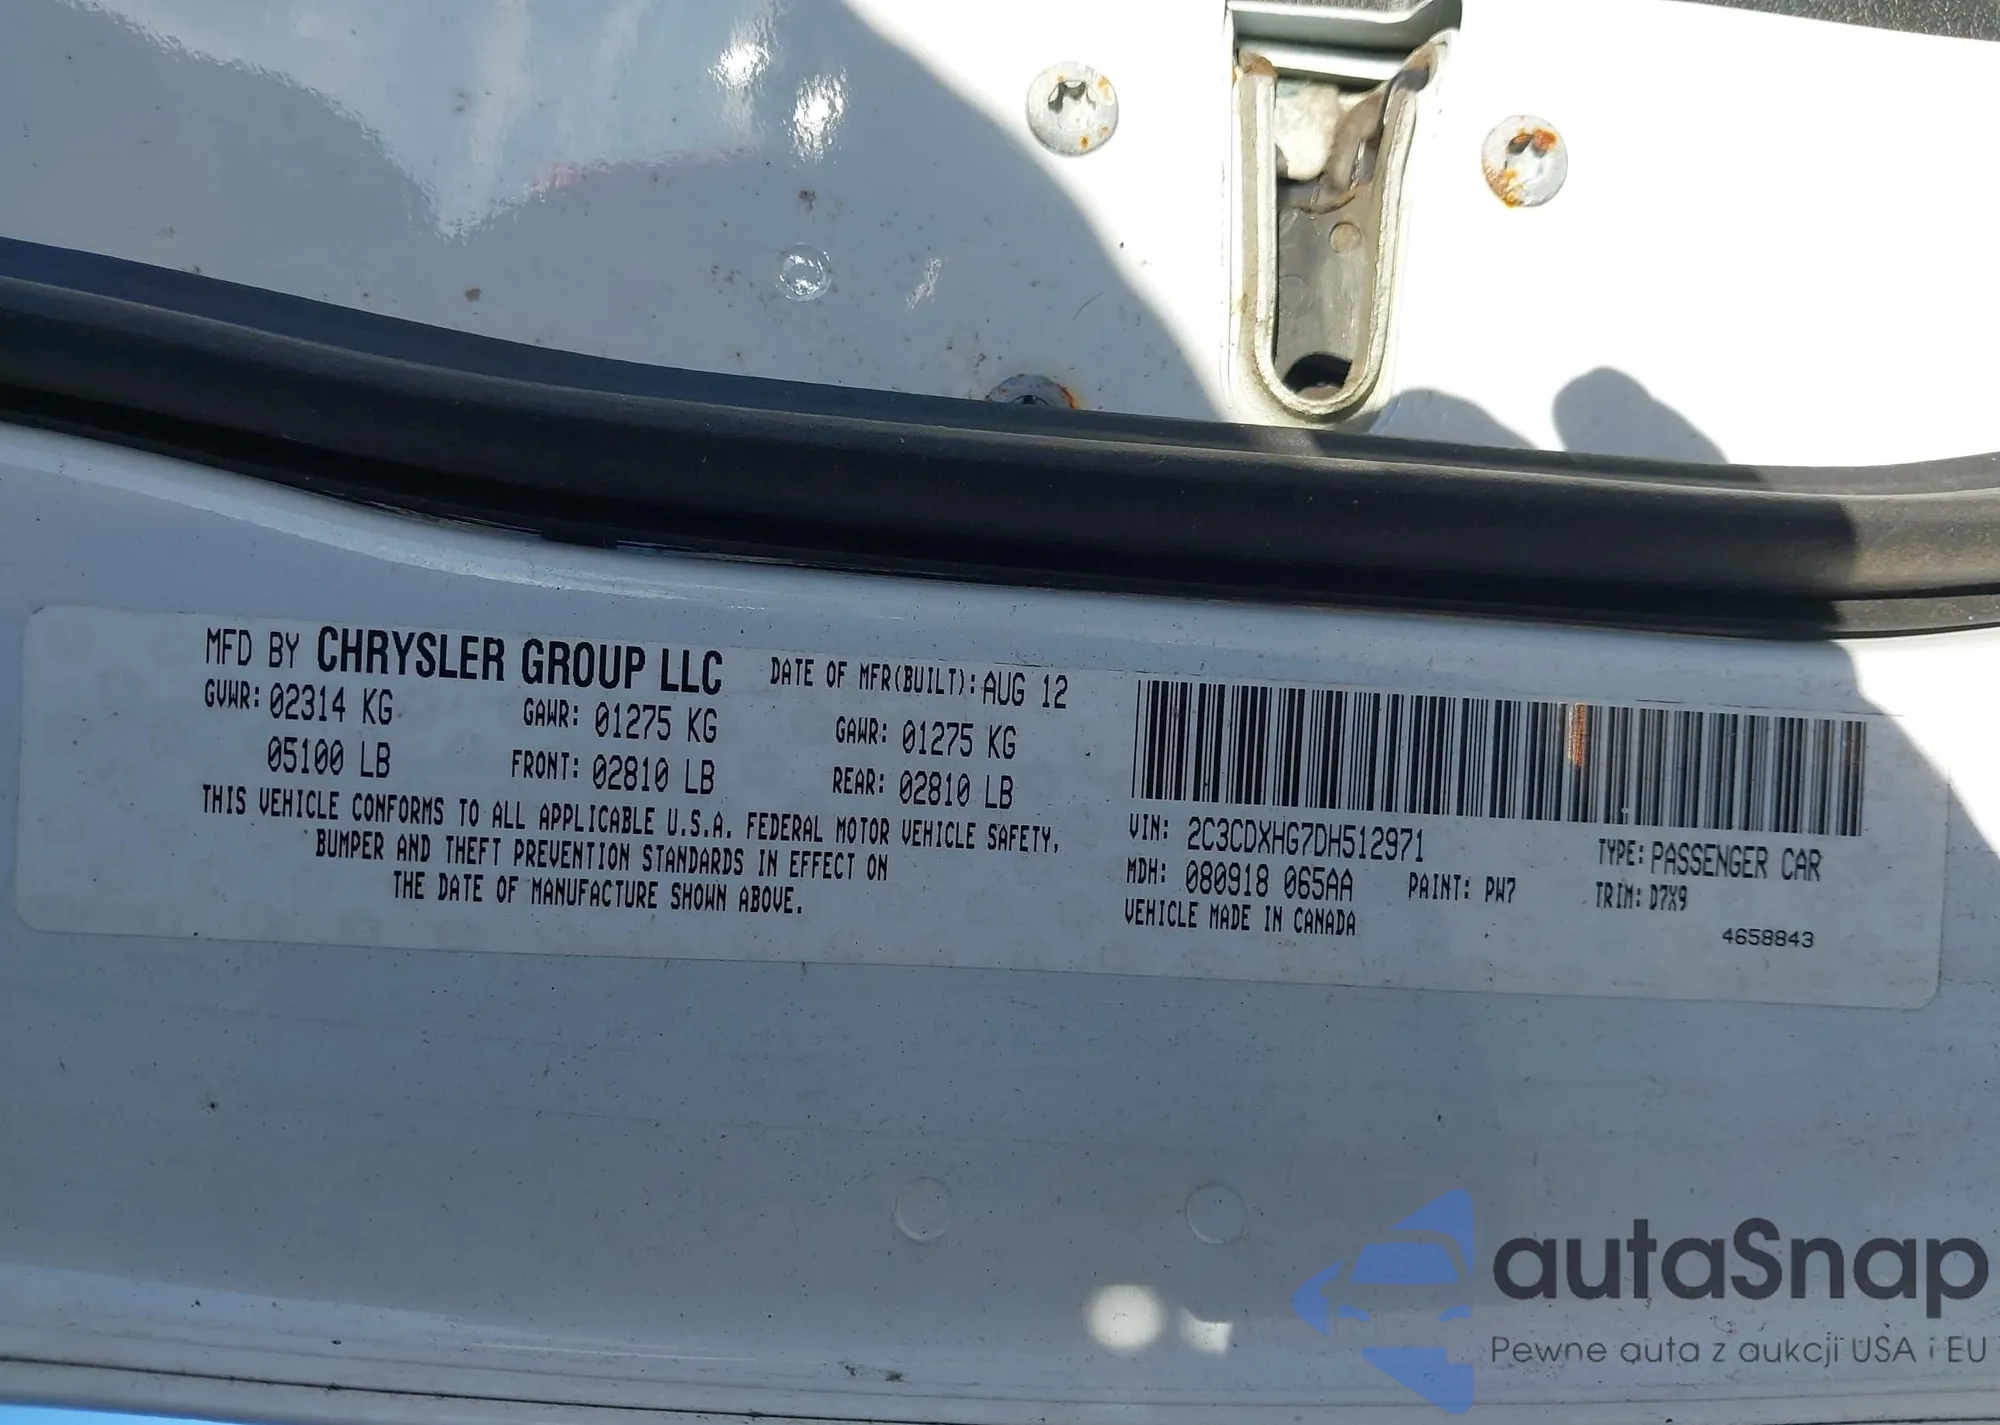 MFD BY CHRYSLER GROUP LLC DATE OF MFR(BUILT): AUG 12
GVWR: 02314 KG GAWR: 01275 KG GAWR: 01275 KG
05100 LB FRONT: 02810 LB REAR: 02810 LB
THIS VEHICLE CONFORMS TO ALL APPLICABLE U.S.A. FEDERAL MOTOR VEHICLE SAFETY,
BUMPER AND THEFT PREVENTION STANDARDS IN EFFECT ON
THE DATE OF MANUFACTURE SHOWN ABOVE.
VIN: 2C3CDXHG7DH512971 TYPE: PASSENGER CAR
MDH: 080918 065AA PAINT: PW7 TRIM: D7X9
VEHICLE MADE IN CANADA
4658843
autaSnap
Pewne auta z aukcji USA i EU